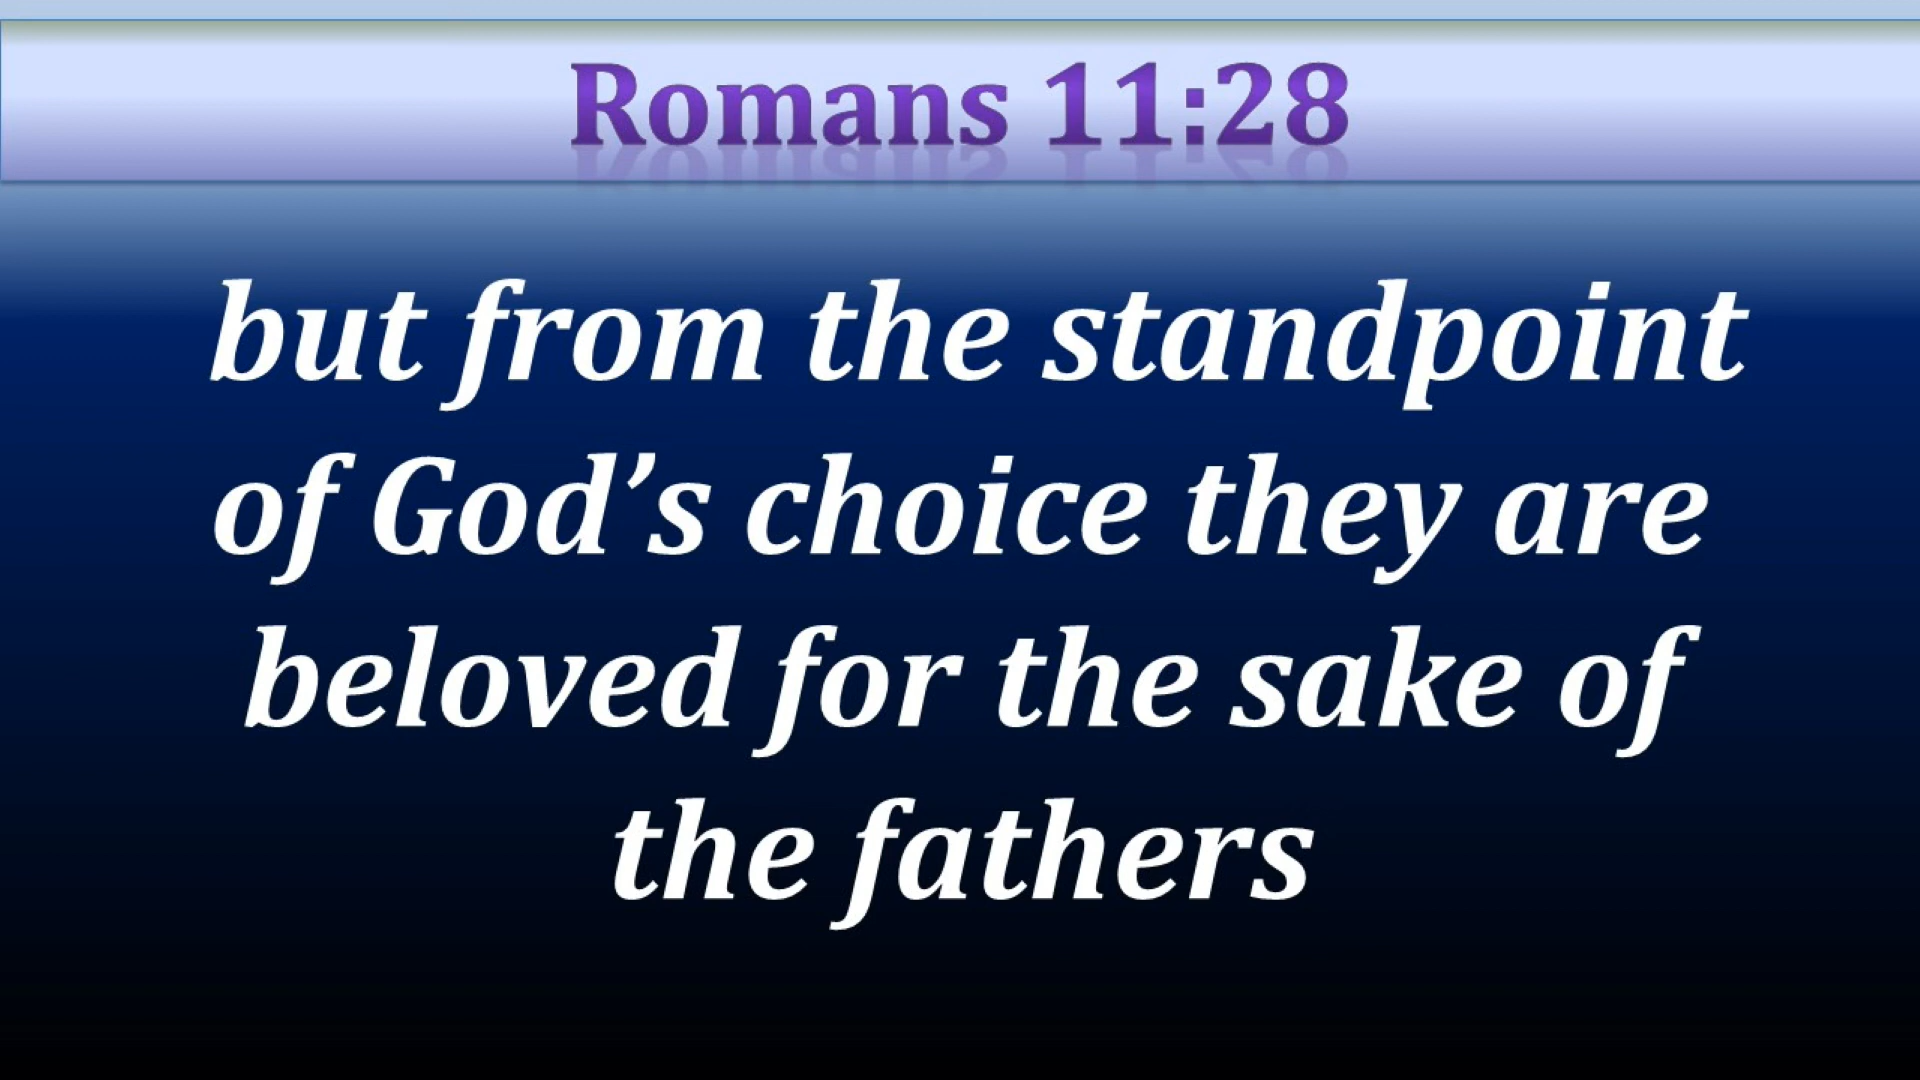 Romans 11:28
but from the standpoint
of God’s choice they are
beloved for the sake of
the fathers